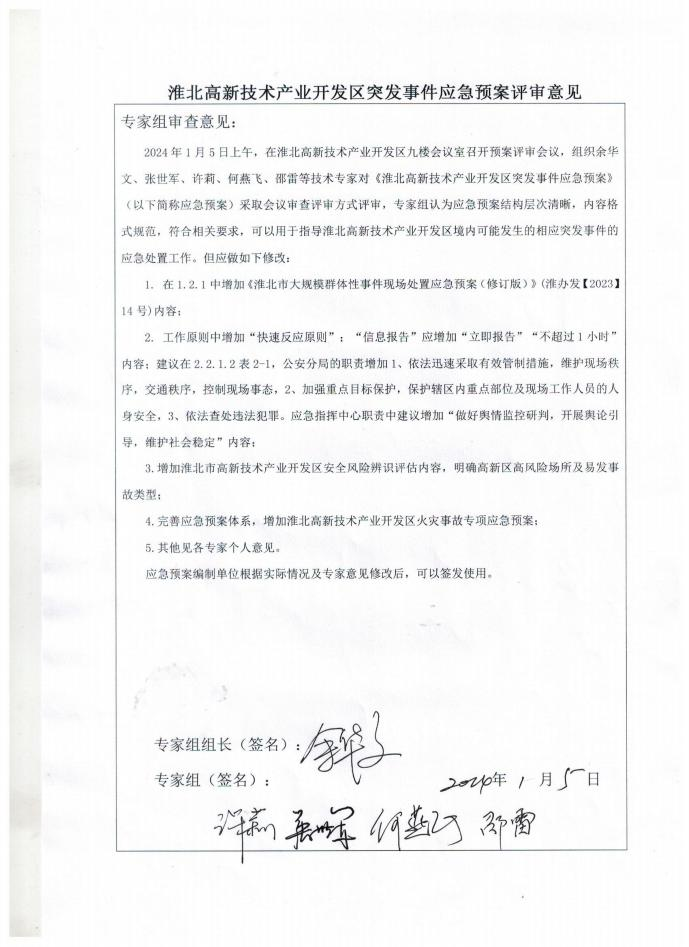 淮北高新技术产业开发区突发事件应急预案评审意见
专家组审查意见：
2024 年 1 月 5 日上午，在淮北高新技术产业开发区九楼会议室召开预案评审会议，组织余华
文、张世军、许莉、何燕飞、邵雷等技术专家对《淮北高新技术产业开发区突发事件应急预案》
（以下简称应急预案）采取会议审查评审方式评审，专家组认为应急预案结构层次清晰，内容格
式规范，符合相关要求，可以用于指导淮北高新技术产业开发区境内可能发生的相应突发事件的
应急处置工作。但应做如下修改：
1. 在 1.2.1 中增加《淮北市大规模群体性事件现场处置应急预案（修订版）》（淮办发【2023】
14 号）内容；
2. 工作原则中增加“快速反应原则”；“信息报告”应增加“立即报告”“不超过 1 小时”
内容；建议在 2.2.1.2 表 2-1，公安分局的职责增加 1、依法迅速采取有效管制措施，维护现场秩
序，交通秩序，控制现场事态，2、加强重点目标保护，保护辖区内重点部位及现场工作人员的人
身安全，3、依法查处违法犯罪。应急指挥中心职责中建议增加“做好舆情监控研判，开展舆论引
导，维护社会稳定”内容；
3.增加淮北市高新技术产业开发区安全风险辨识评估内容，明确高新区高风险场所及易发事
故类型；
4.完善应急预案体系，增加淮北高新技术产业开发区火灾事故专项应急预案；
5.其他见各专家个人意见。
应急预案编制单位根据实际情况及专家意见修改后，可以签发使用。
专家组组长（签名）：余华文
专家组（签名）： 2024年 1 月 5 日
许莉 张世军 何燕飞 邵雷